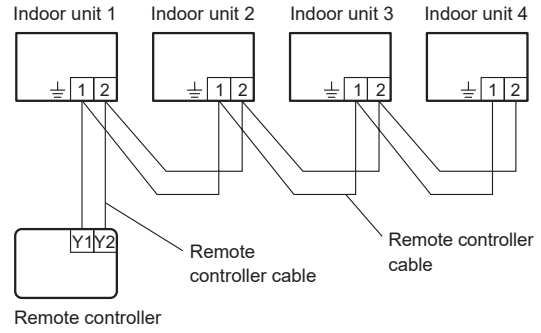 Indoor unit 1 Indoor unit 2 Indoor unit 3 Indoor unit 4
1 2 1 2 1 2 1 2
Y1 Y2
Remote
controller cable
Remote controller
cable
Remote controller